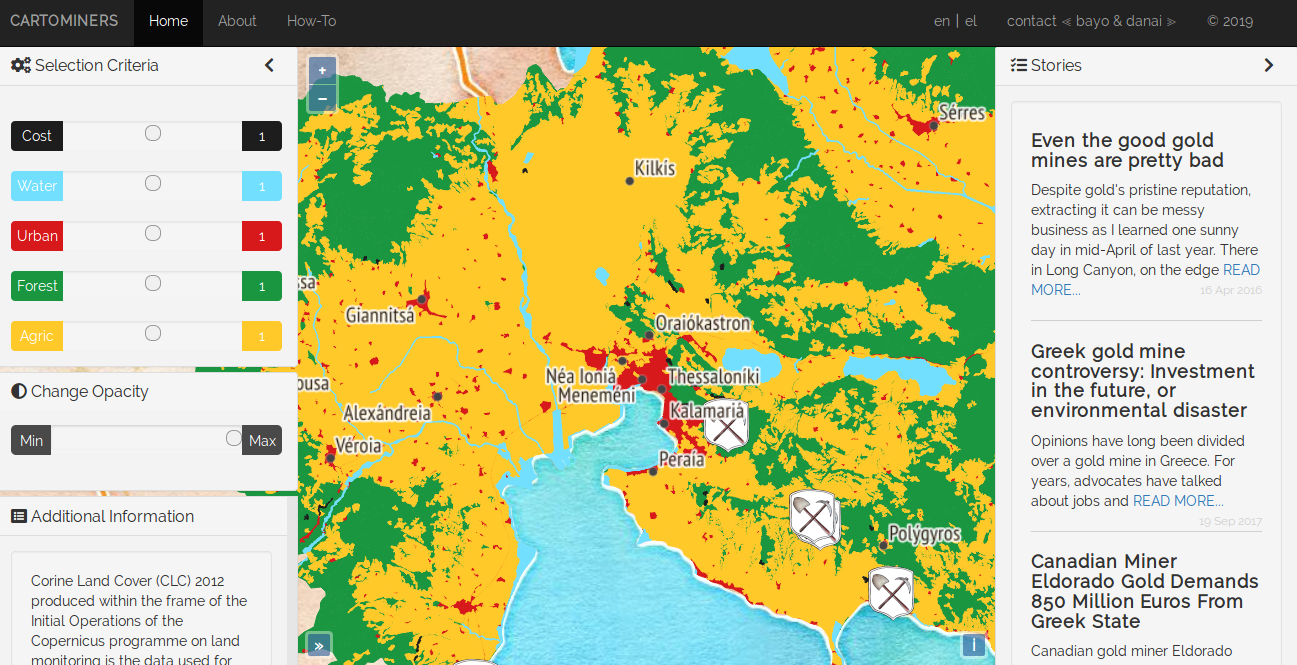 CARTOMINERS Home About How-To en | el contact < bayo & danai > © 2019
Selection Criteria
Cost 1
Water 1
Urban 1
Forest 1
Agric 1
Change Opacity
Min Max
Additional Information
Corine Land Cover (CLC) 2012
produced within the frame of the
Initial Operations of the
Copernicus programme on land
monitoring is the data used for
+
−
Sérres
Kilkís
ssa
Giannitsá
Oraiókastron
Néa Ioniá
Thessaloníki
Meneméni
ousa
Alexándreia
Kalamariá
Véroia
Peraía
Polýgyros
»
i
Stories
Even the good gold
mines are pretty bad
Despite gold's pristine reputation,
extracting it can be messy
business as I learned one sunny
day in mid-April of last year. There
in Long Canyon, on the edge READ
MORE...
16 Apr 2016
Greek gold mine
controversy: Investment
in the future, or
environmental disaster
Opinions have long been divided
over a gold mine in Greece. For
years, advocates have talked
about jobs and READ MORE...
19 Sep 2017
Canadian Miner
Eldorado Gold Demands
850 Million Euros From
Greek State
Canadian gold miner Eldorado